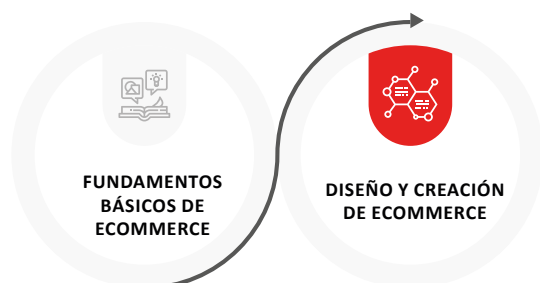 FUNDAMENTOS
BÁSICOS DE
ECOMMERCE
DISEÑO Y CREACIÓN
DE ECOMMERCE